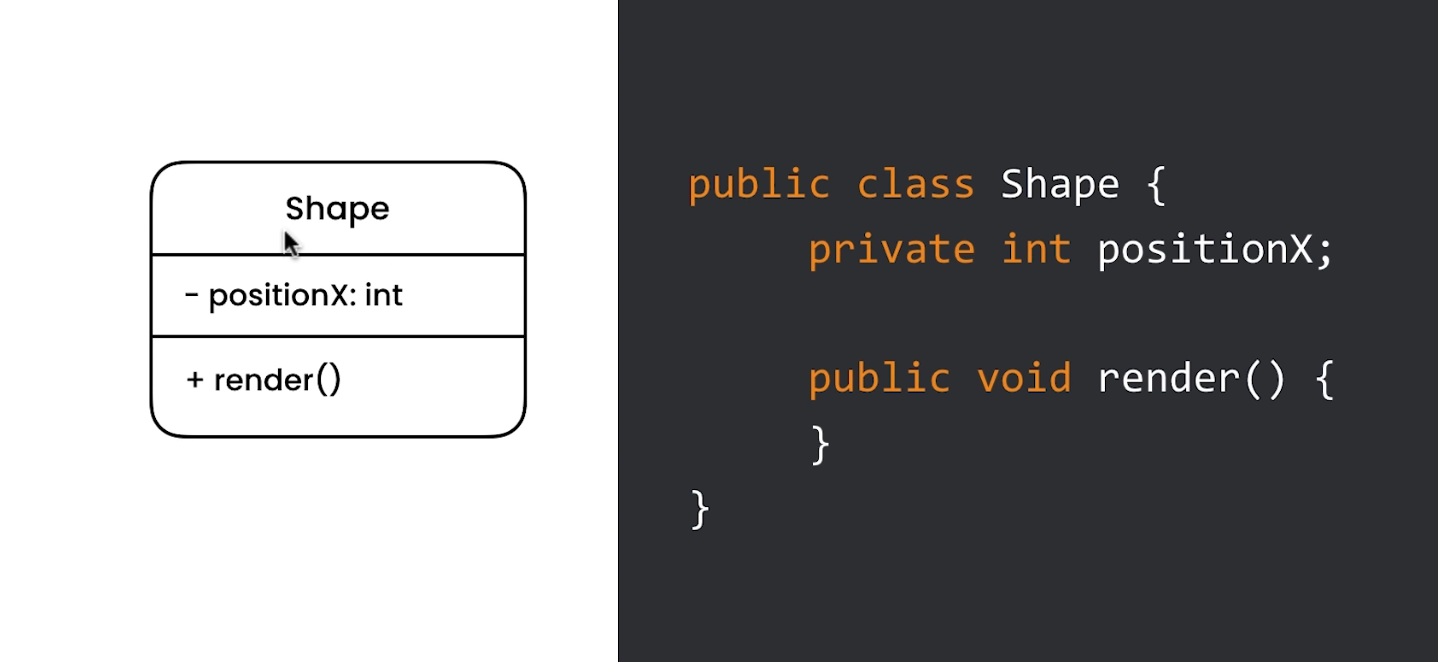 Shape
- positionX: int
+ render()
public class Shape {
private int positionX;
public void render() {
}
}